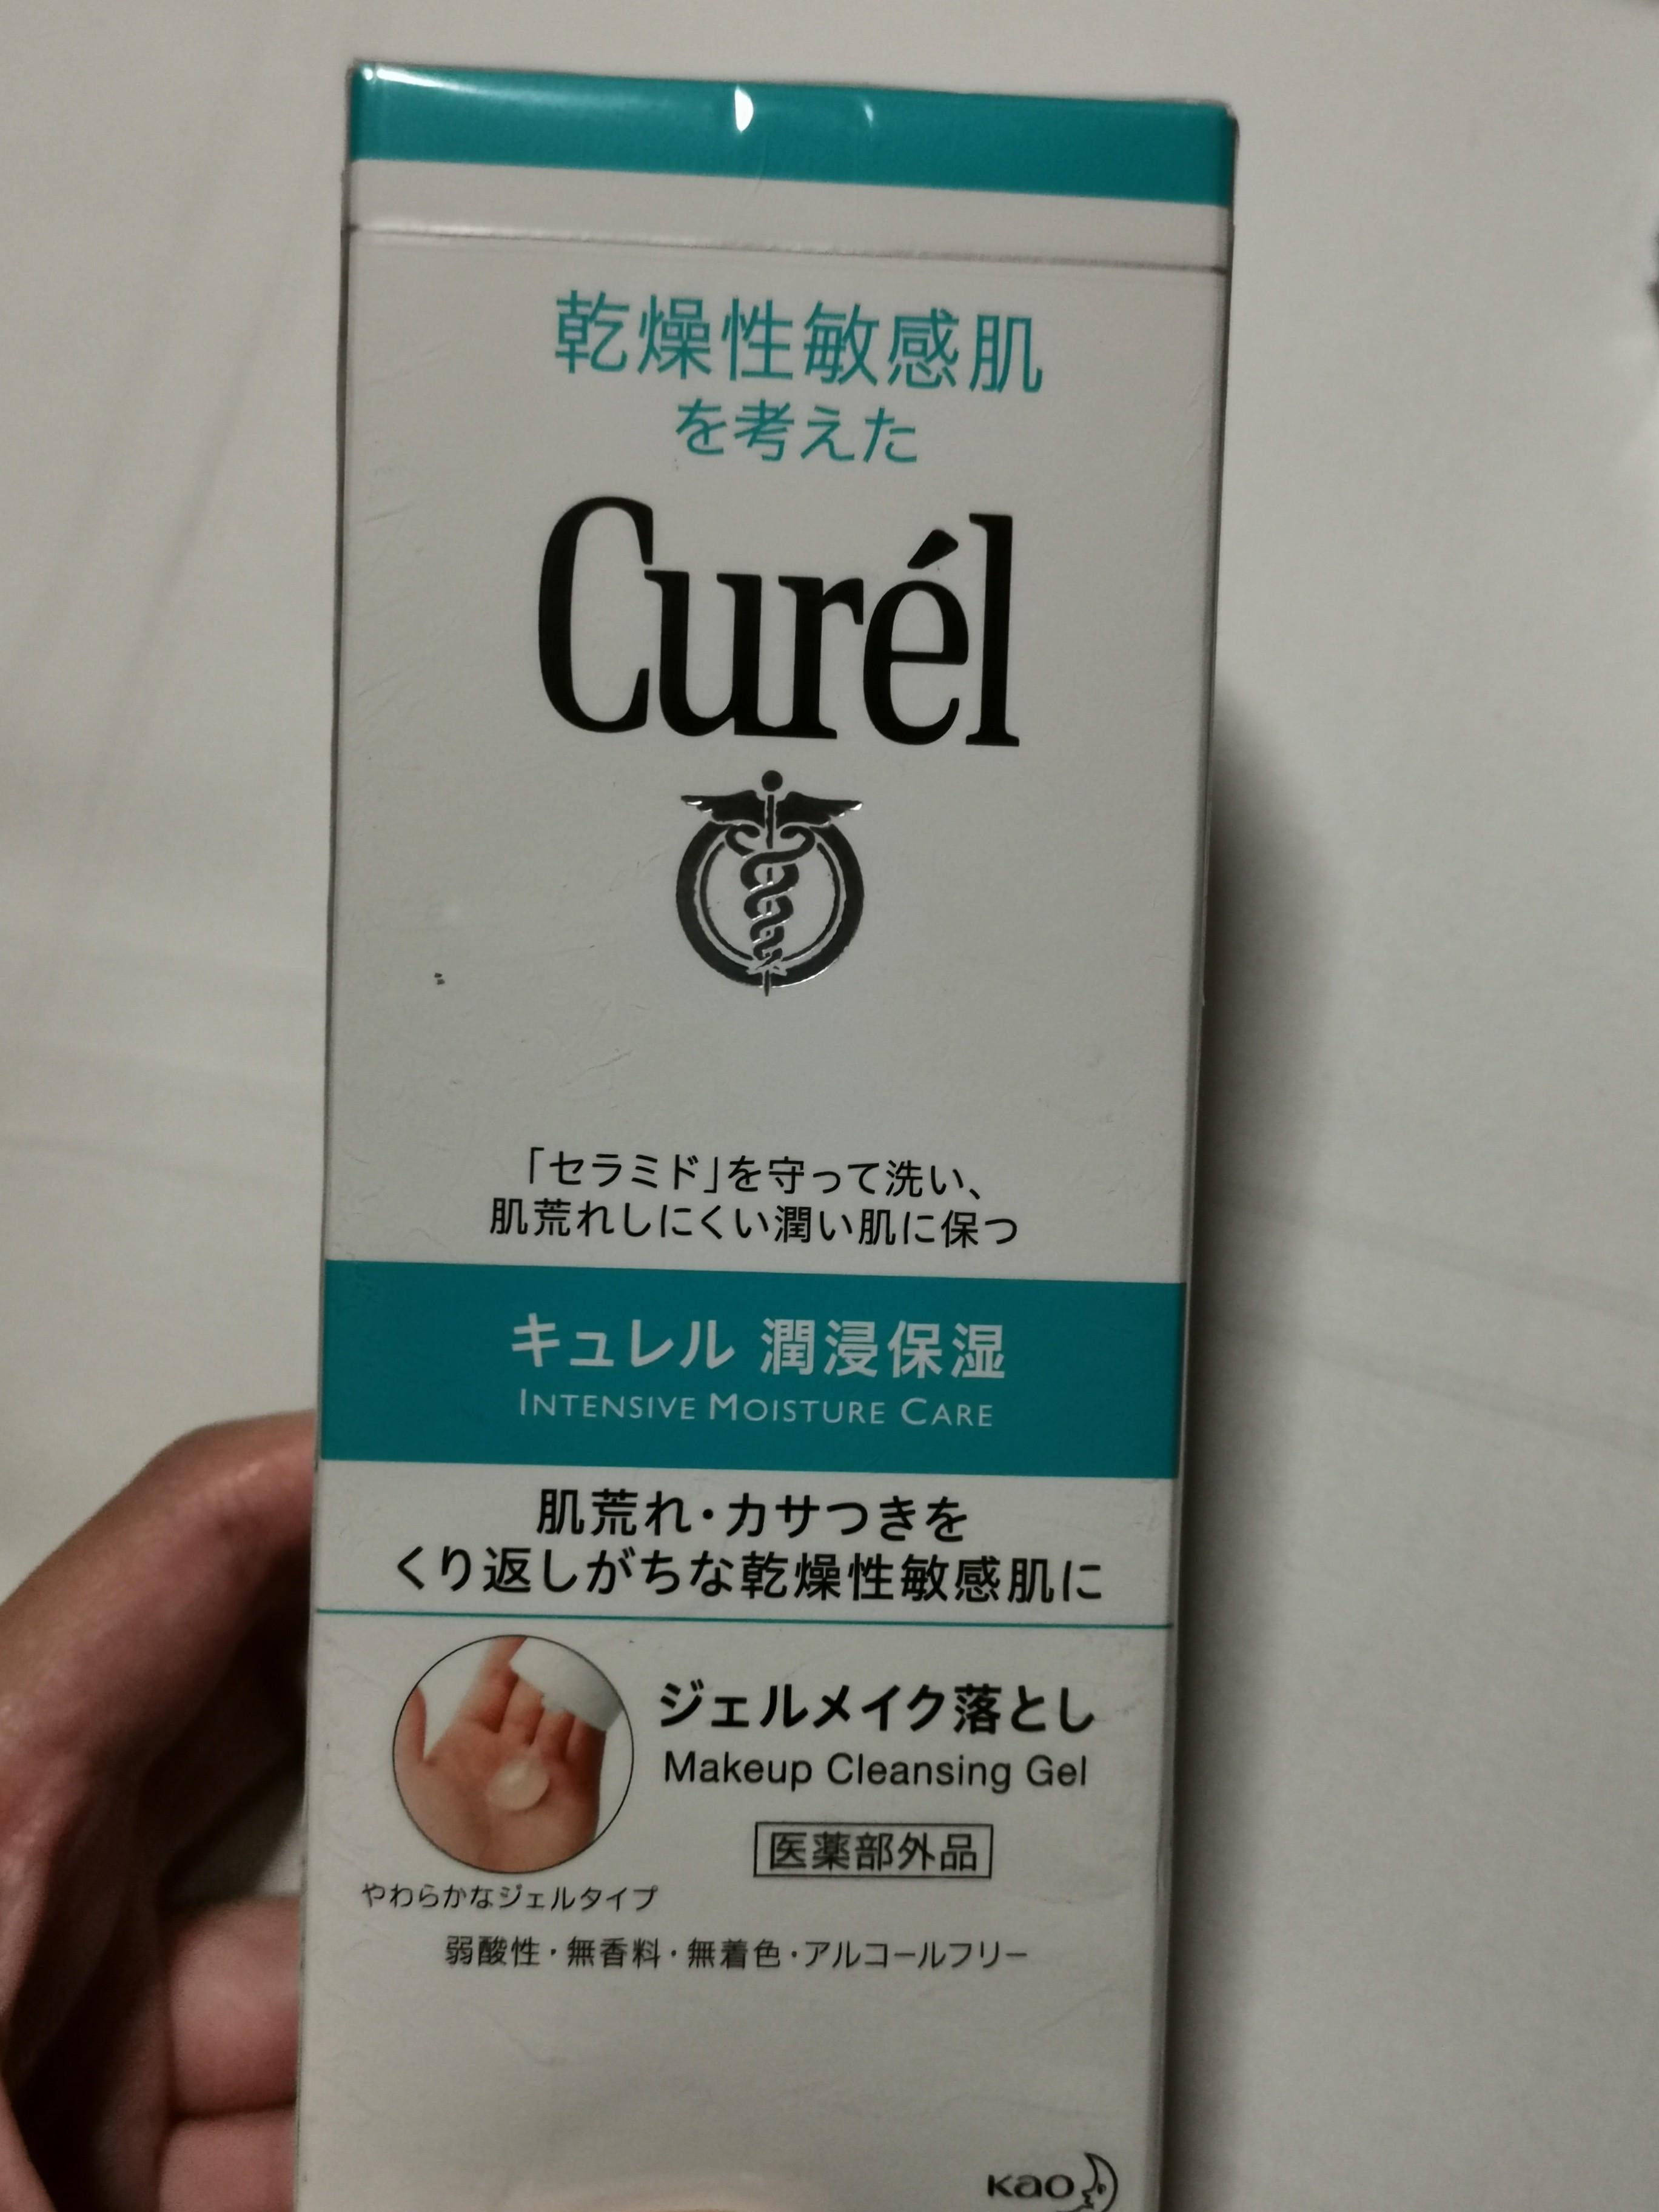 乾燥性敏感肌
を考えた
Curél
「セラミド」を守って洗い、
肌荒れしにくい潤い肌に保つ
キュレル 潤浸保湿
INTENSIVE MOISTURE CARE
肌荒れ・カサつきを
くり返しがちな乾燥性敏感肌に
ジェルメイク落とし
Makeup Cleansing Gel
医薬部外品
やわらかなジェルタイプ
弱酸性・無香料・無着色・アルコールフリー
Kao